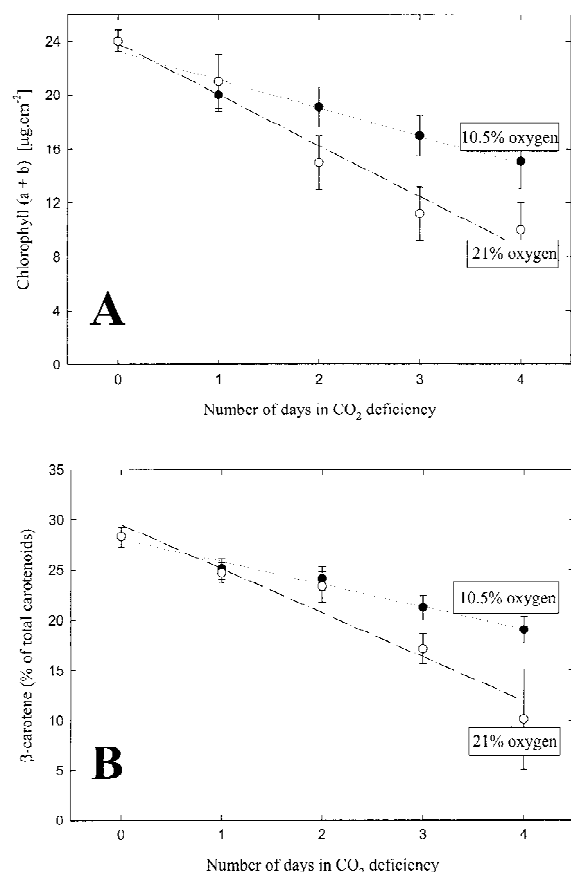 24
20
16
12
8
4
0
Chlorophyll (a + b) [µg.cm-2]
10.5% oxygen
21% oxygen
A
0 1 2 3 4
Number of days in CO2 deficiency
35
30
25
20
15
10
5
0
β-carotene (% of total carotenoids)
10.5% oxygen
21% oxygen
B
0 1 2 3 4
Number of days in CO2 deficiency